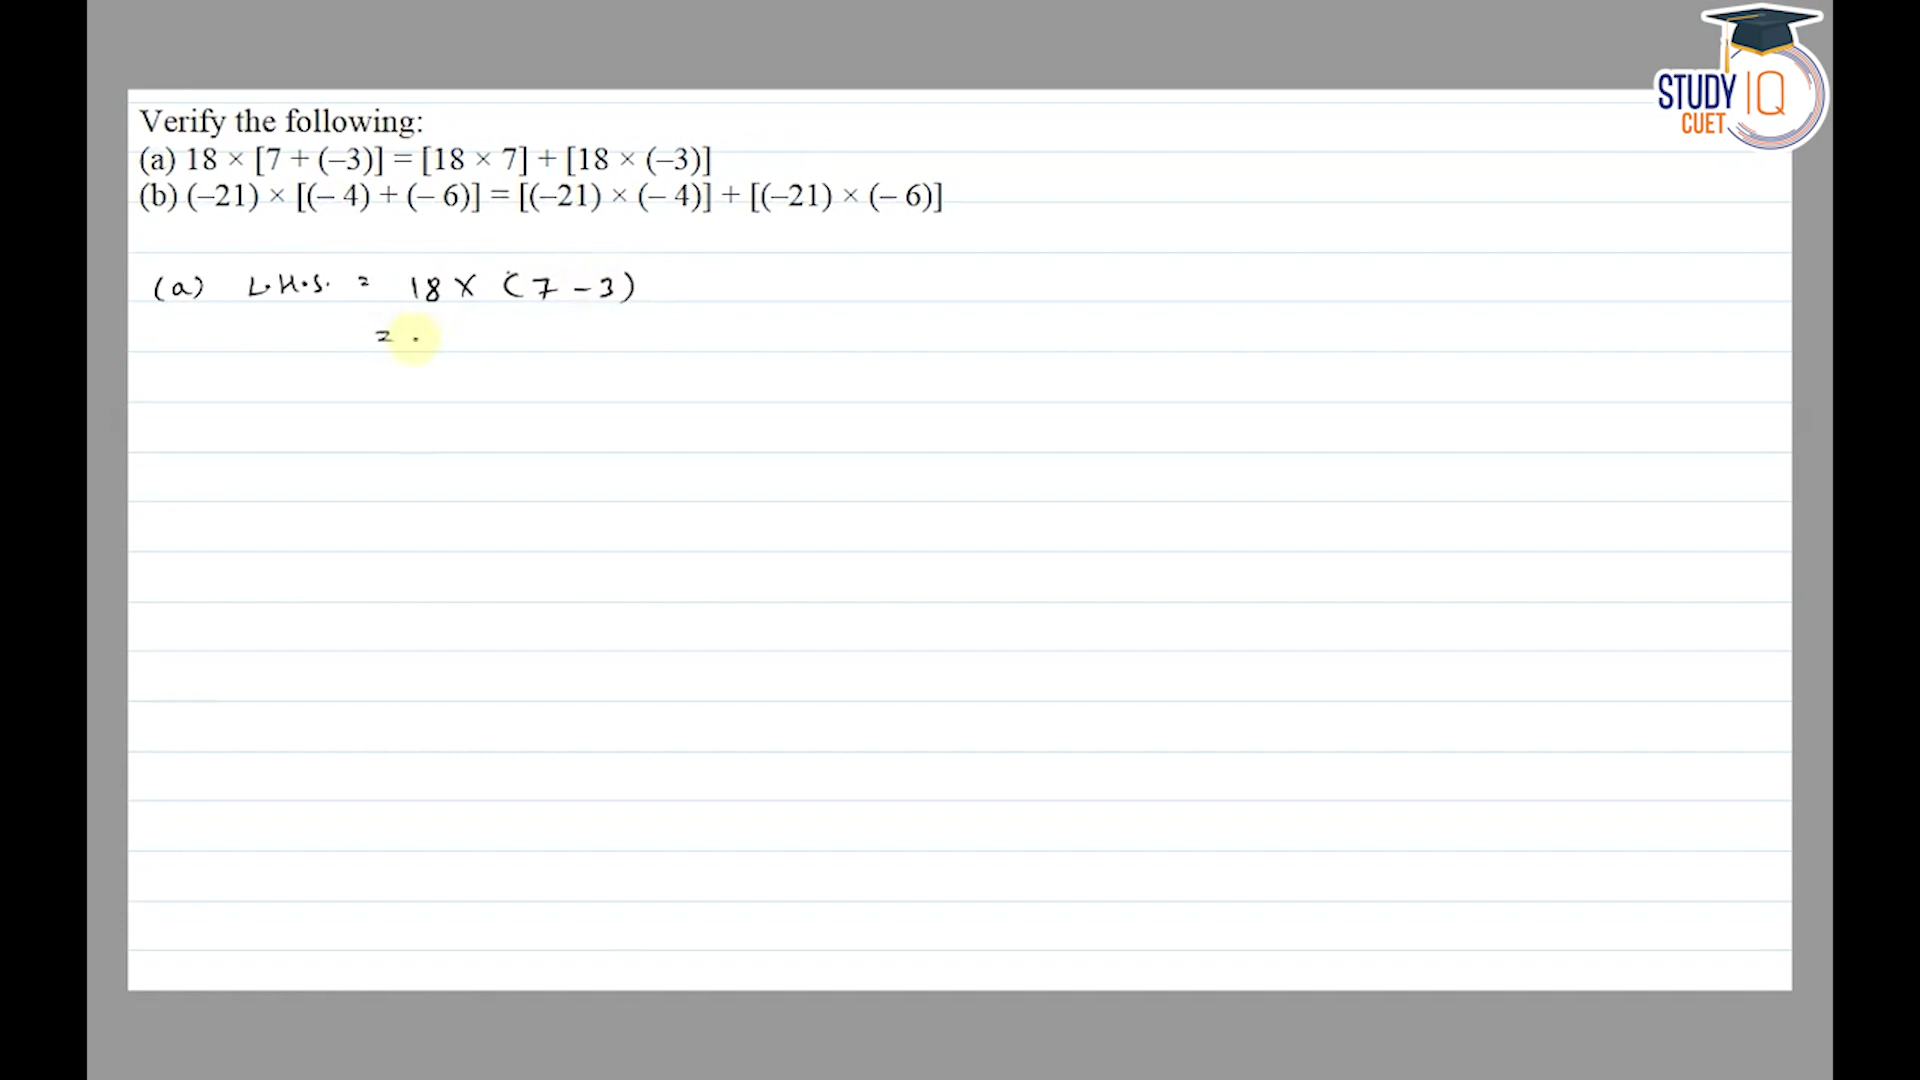 STUDY IQ
CUET
Verify the following:
(a) 18 × [7 + (–3)] = [18 × 7] + [18 × (–3)]
(b) (–21) × [(– 4) + (– 6)] = [(–21) × (– 4)] + [(–21) × (– 6)]
(a) L.H.S. = 18 × (7 – 3)
= .